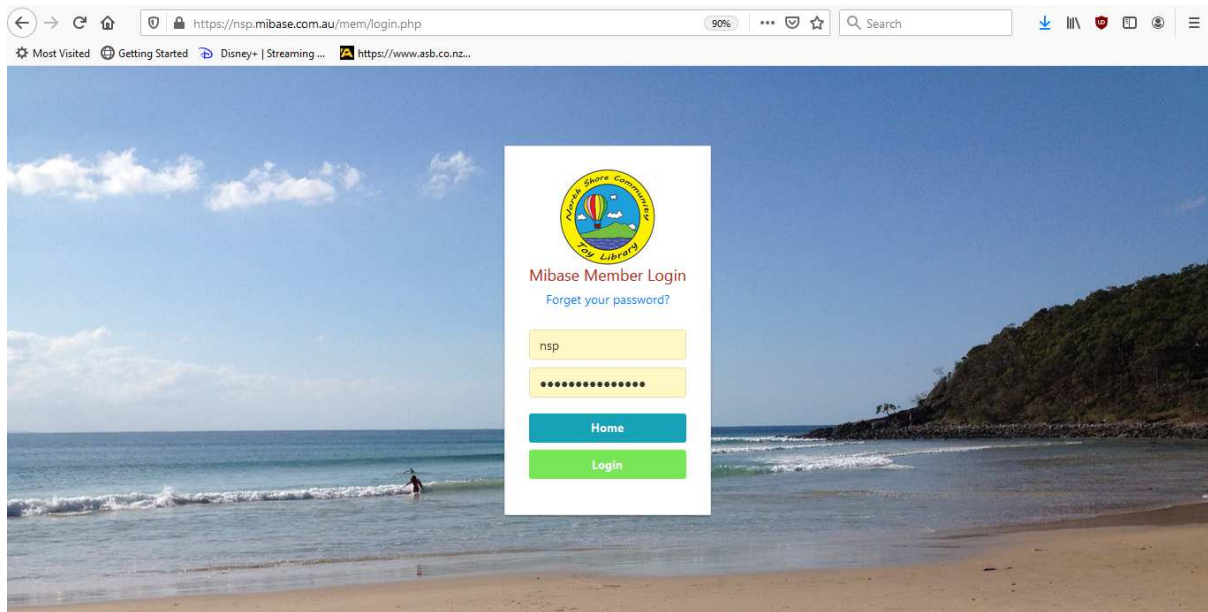 https://nsp.mibase.com.au/mem/login.php
90%
Search
Most Visited
Getting Started
Disney+ | Streaming ...
https://www.asb.co.nz...
North Shore Community
Toy Library
Mibase Member Login
Forget your password?
nsp
●●●●●●●●●●●●●●●
Home
Login